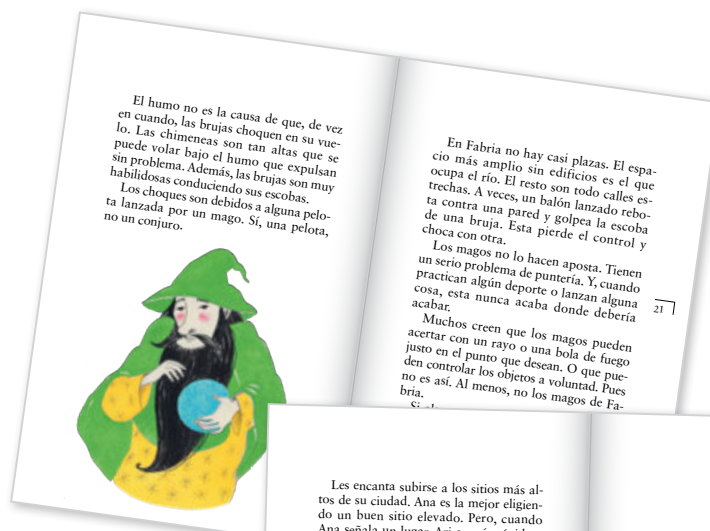 El humo no es la causa de que, de vez
en cuando, las brujas choquen en su vue-
lo. Las chimeneas son tan altas que se
puede volar bajo el humo que expulsan
sin problema. Además, las brujas son muy
habilidosas conduciendo sus escobas.
Los choques son debidos a alguna pelo-
ta lanzada por un mago. Sí, una pelota,
no un conjuro.
En Fabria no hay casi plazas. El espa-
cio más amplio sin edificios es el que
ocupa el río. El resto son todo calles es-
trechas. A veces, un balón lanzado rebo-
ta contra una pared y golpea la escoba
de una bruja. Esta pierde el control y
choca con otra.
Los magos no lo hacen aposta. Tienen
un serio problema de puntería. Y, cuando
practican algún deporte o lanzan alguna
cosa, esta nunca acaba donde debería
acabar.
Muchos creen que los magos pueden
acertar con un rayo o una bola de fuego
justo en el punto que desean. O que pue-
den controlar los objetos a voluntad. Pues
no es así. Al menos, no los magos de Fa-
bria.
21
Les encanta subirse a los sitios más al-
tos de su ciudad. Ana es la mejor eligien-
do un buen sitio elevado. Pero, cuando
Ana señala un lugar